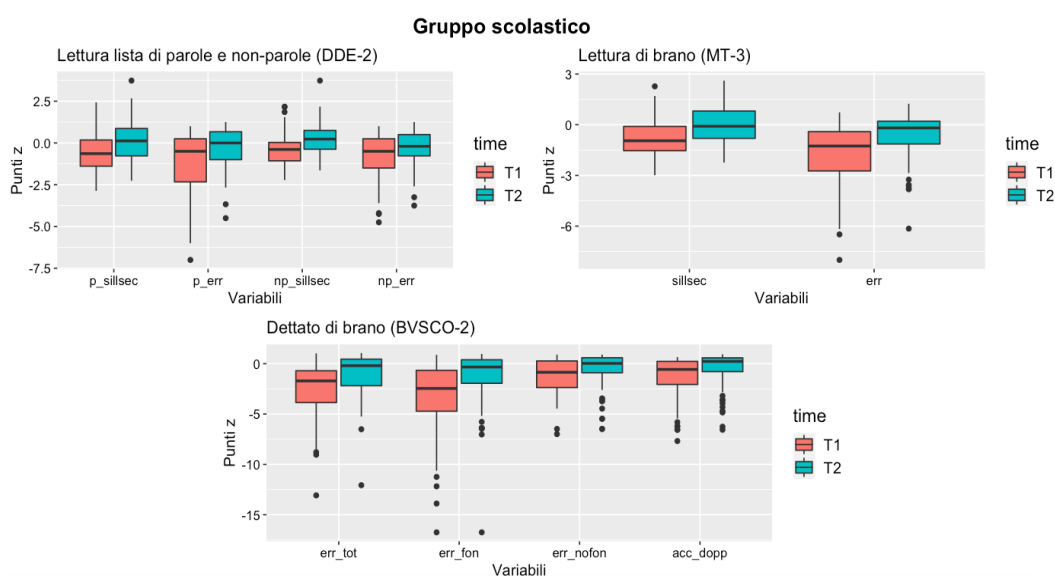 Gruppo scolastico
Lettura lista di parole e non-parole (DDE-2)
Punti z
2.5
0.0
-2.5
-5.0
-7.5
p_sillsec p_err np_sillsec np_err
Variabili
time
T1
T2
Lettura di brano (MT-3)
Punti z
3
0
-3
-6
sillsec err
Variabili
time
T1
T2
Dettato di brano (BVSCO-2)
Punti z
0
-5
-10
-15
err_tot err_fon err_nofon acc_dopp
Variabili
time
T1
T2